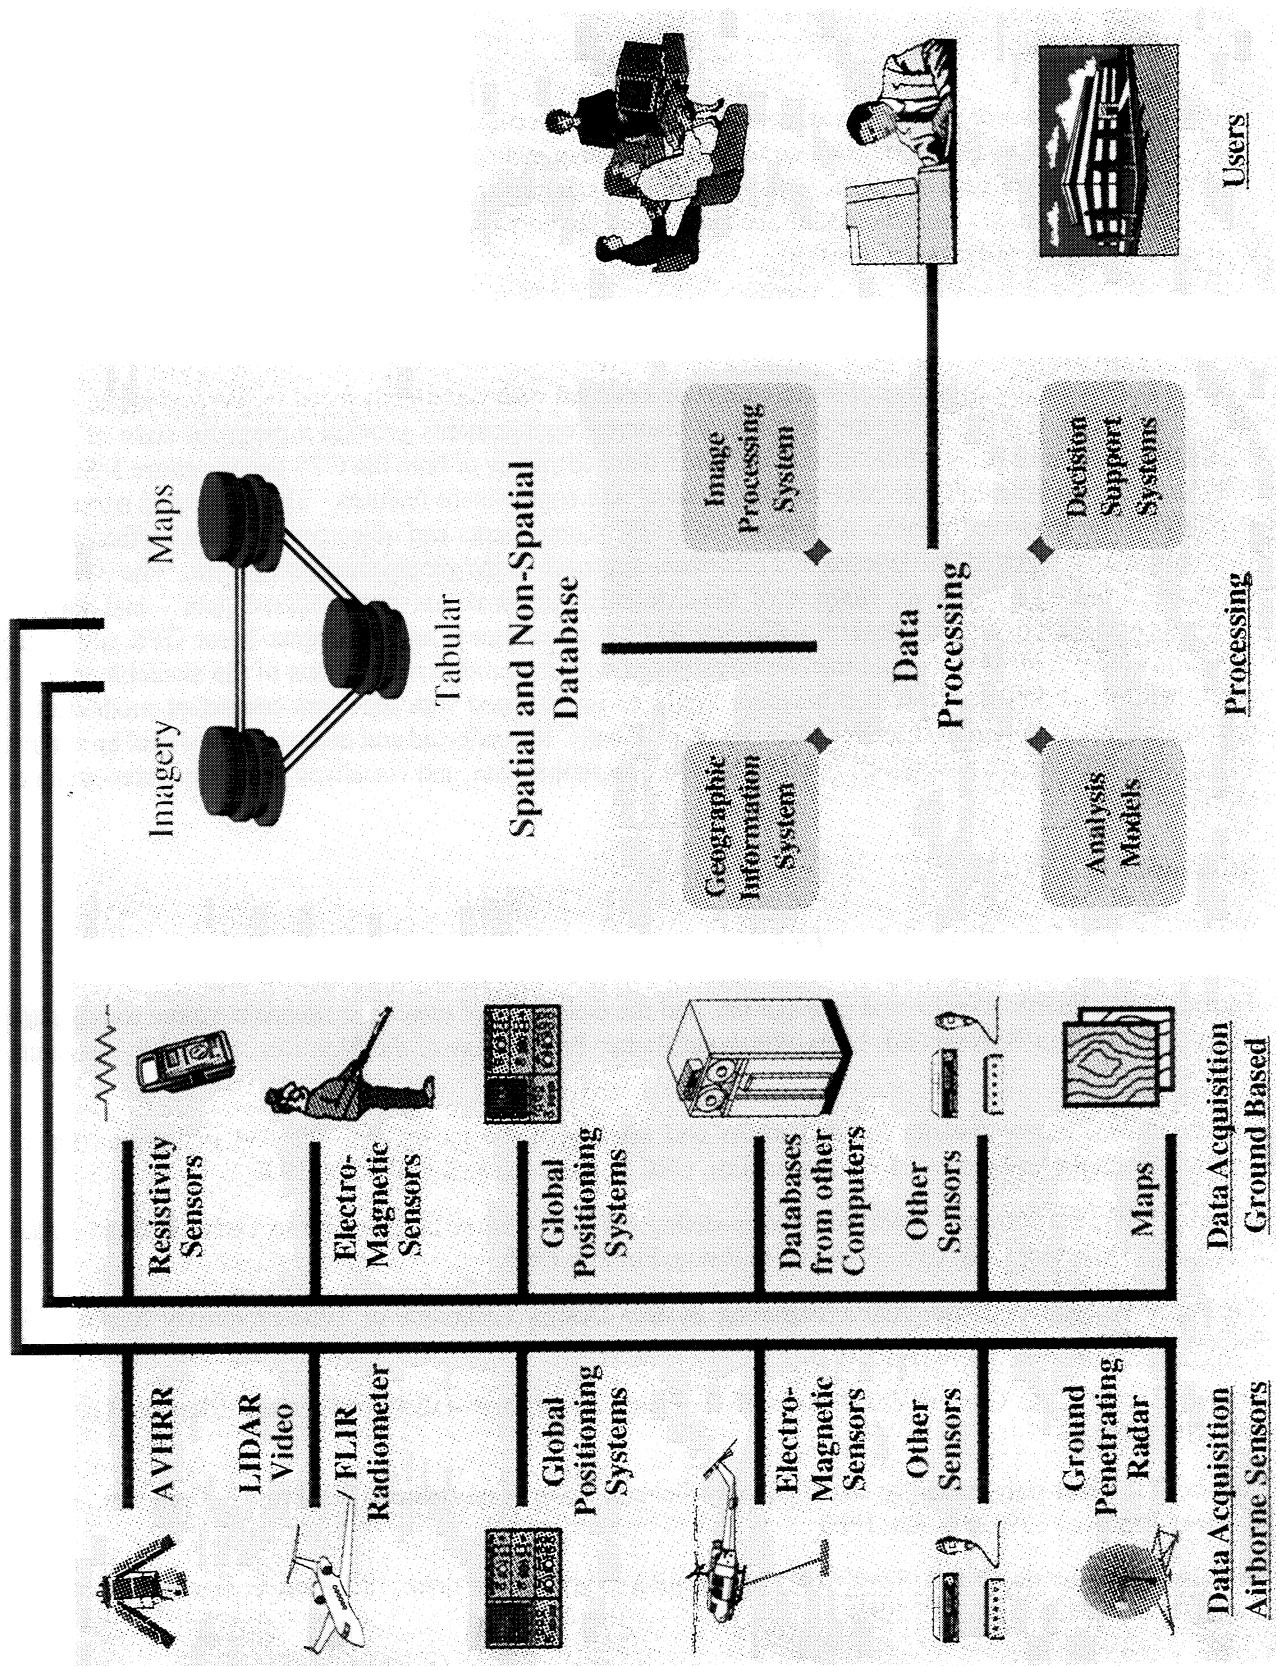 AVHRR
LIDAR
Video
FLIR
Radiometer
Global
Positioning
Systems
Electro-
Magnetic
Sensors
Other
Sensors
Ground
Penetrating
Radar
Data Acquisition
Airborne Sensors
Resistivity
Sensors
Electro-
Magnetic
Sensors
Global
Positioning
Systems
Databases
from other
Computers
Other
Sensors
Maps
Data Acquisition
Ground Based
Imagery
Maps
Tabular
Spatial and Non-Spatial
Database
Geographic
Information
System
Image
Processing
System
Data
Processing
Analysis
Models
Decision
Support
Systems
Processing
Users